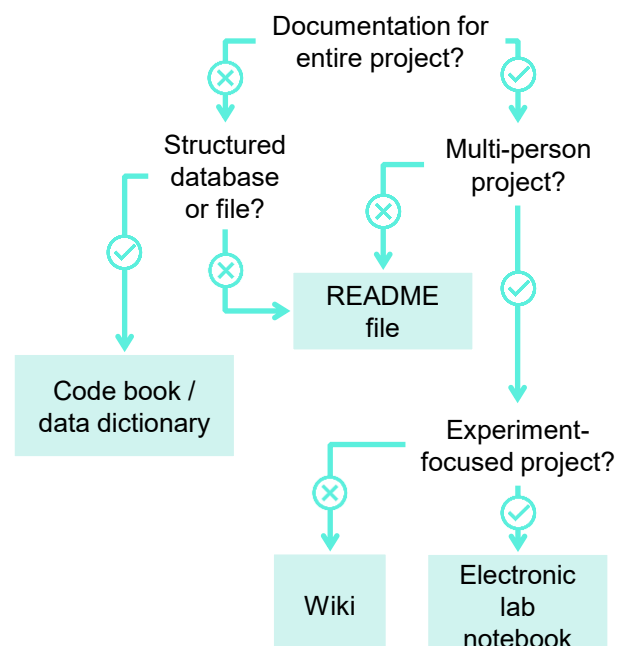 Documentation for
entire project?
Structured
database
or file?
Multi-person
project?
README
file
Code book /
data dictionary
Experiment-
focused project?
Wiki
Electronic
lab
notebook